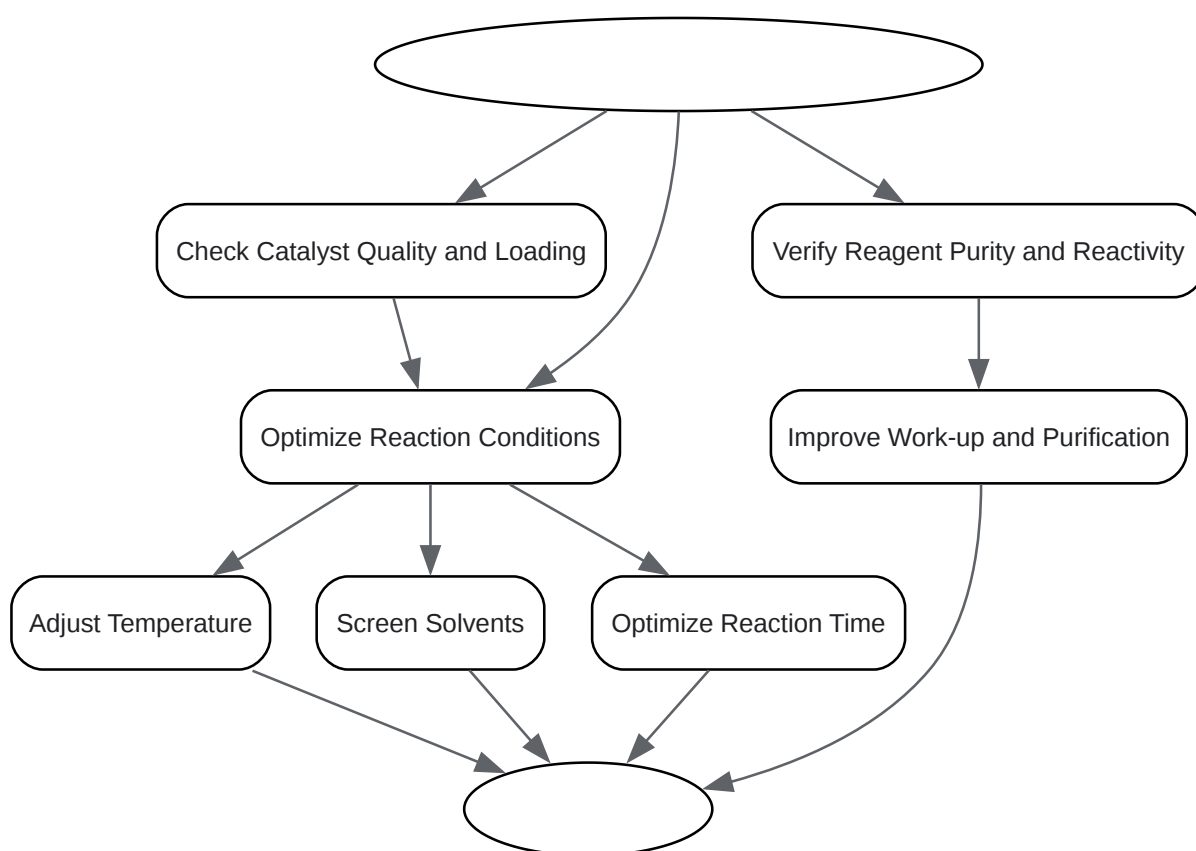 Check Catalyst Quality and Loading
Verify Reagent Purity and Reactivity
Optimize Reaction Conditions
Improve Work-up and Purification
Adjust Temperature
Screen Solvents
Optimize Reaction Time